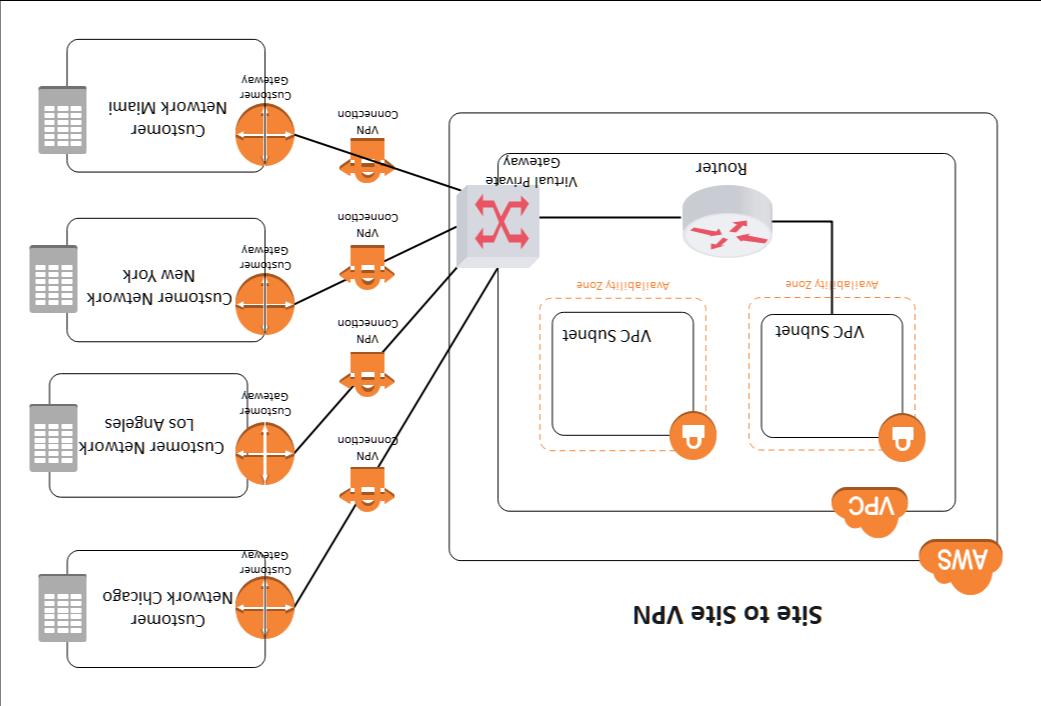 Site to Site VPN
AWS
VPC
VPC Subnet
Availability Zone
VPC Subnet
Availability Zone
Router
Virtual Private
Gateway
VPN
Connection
VPN
Connection
VPN
Connection
VPN
Connection
Customer
Gateway
Customer
Network Chicago
Customer
Gateway
Customer Network
Los Angeles
Customer
Gateway
Customer Network
New York
Customer
Gateway
Customer
Network Miami